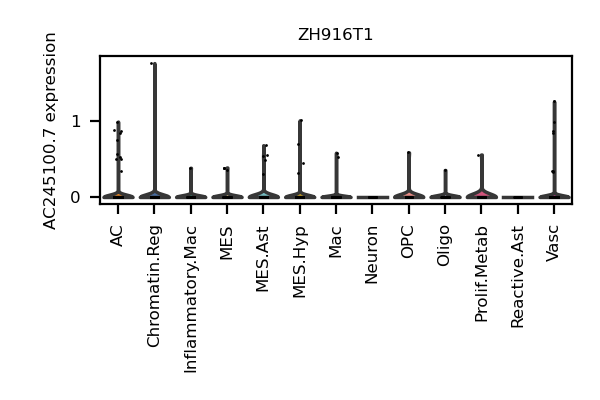 ZH916T1
AC245100.7 expression
1
0
AC
Chromatin.Reg
Inflammatory.Mac
MES
MES.Ast
MES.Hyp
Mac
Neuron
OPC
Oligo
Prolif.Metab
Reactive.Ast
Vasc